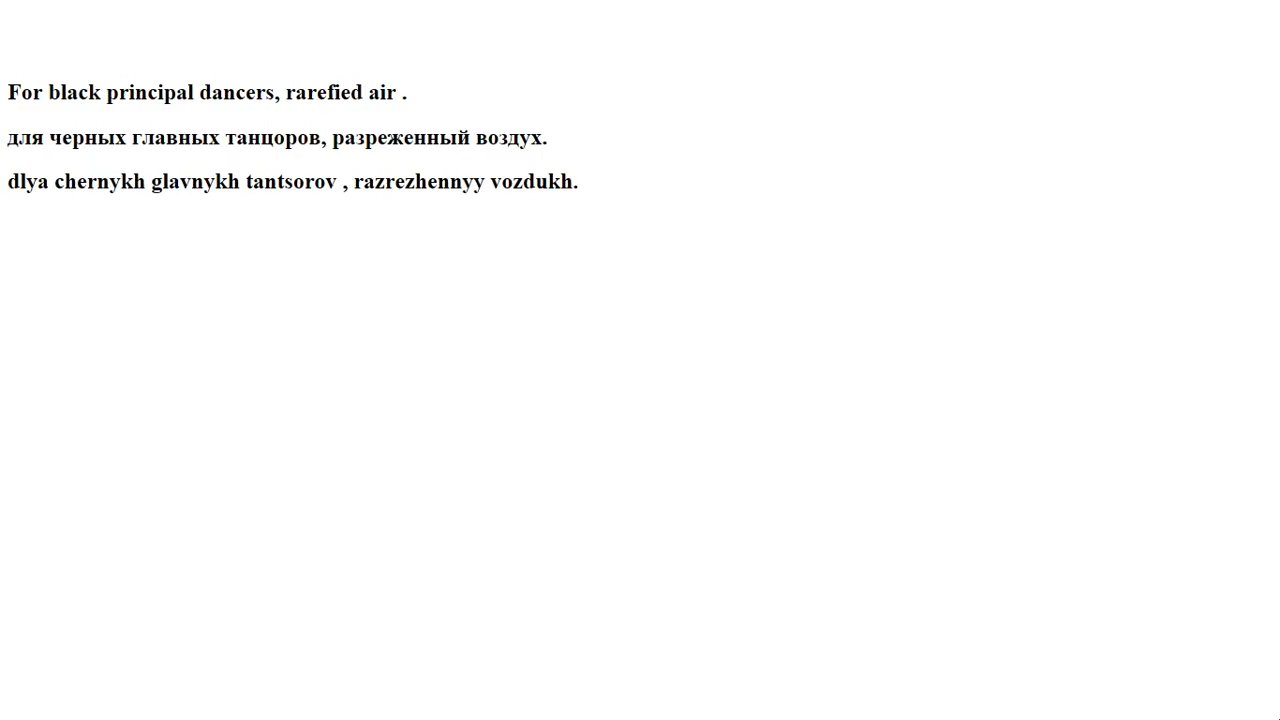 For black principal dancers, rarefied air .
для черных главных танцоров, разреженный воздух.
dlya chernykh glavnykh tantsorov , razrezhennyy vozdukh.